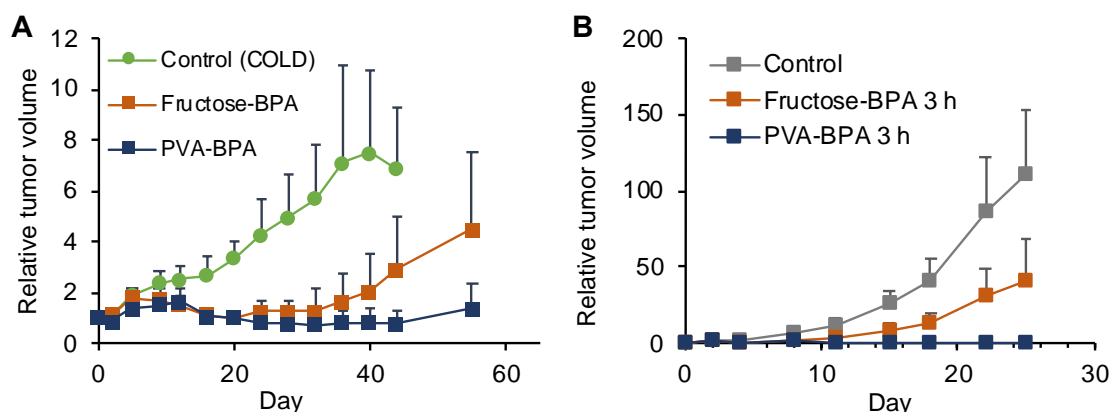 A
Relative tumor volume
12
10
8
6
4
2
0
0
20
40
60
Day
Control (COLD)
Fructose-BPA
PVA-BPA
B
Relative tumor volume
200
150
100
50
0
0
10
20
30
Day
Control
Fructose-BPA 3 h
PVA-BPA 3 h